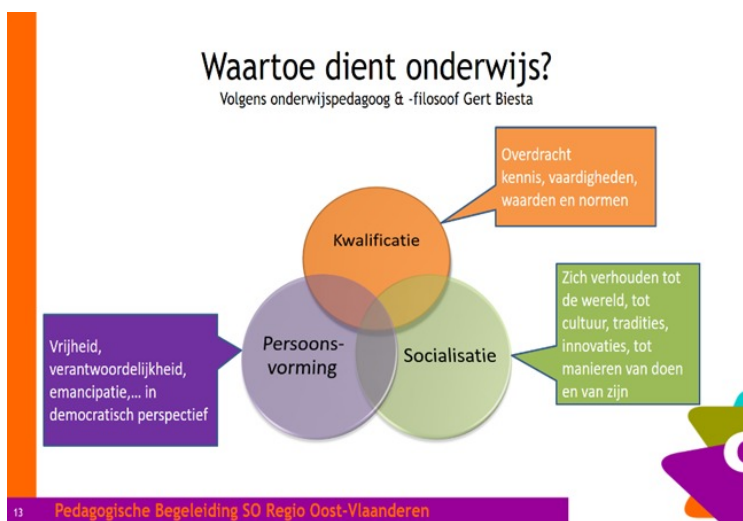 Waartoe dient onderwijs?
Volgens onderwijspedagoog & -filosoof Gert Biesta
Overdracht
kennis, vaardigheden,
waarden en normen
Kwalificatie
Zich verhouden tot
de wereld, tot
cultuur, tradities,
innovaties, tot
manieren van doen
en van zijn
Persoons-
vorming
Socialisatie
Vrijheid,
verantwoordelijkheid,
emancipatie,... in
democratisch perspectief
13 Pedagogische Begeleiding SO Regio Oost-Vlaanderen